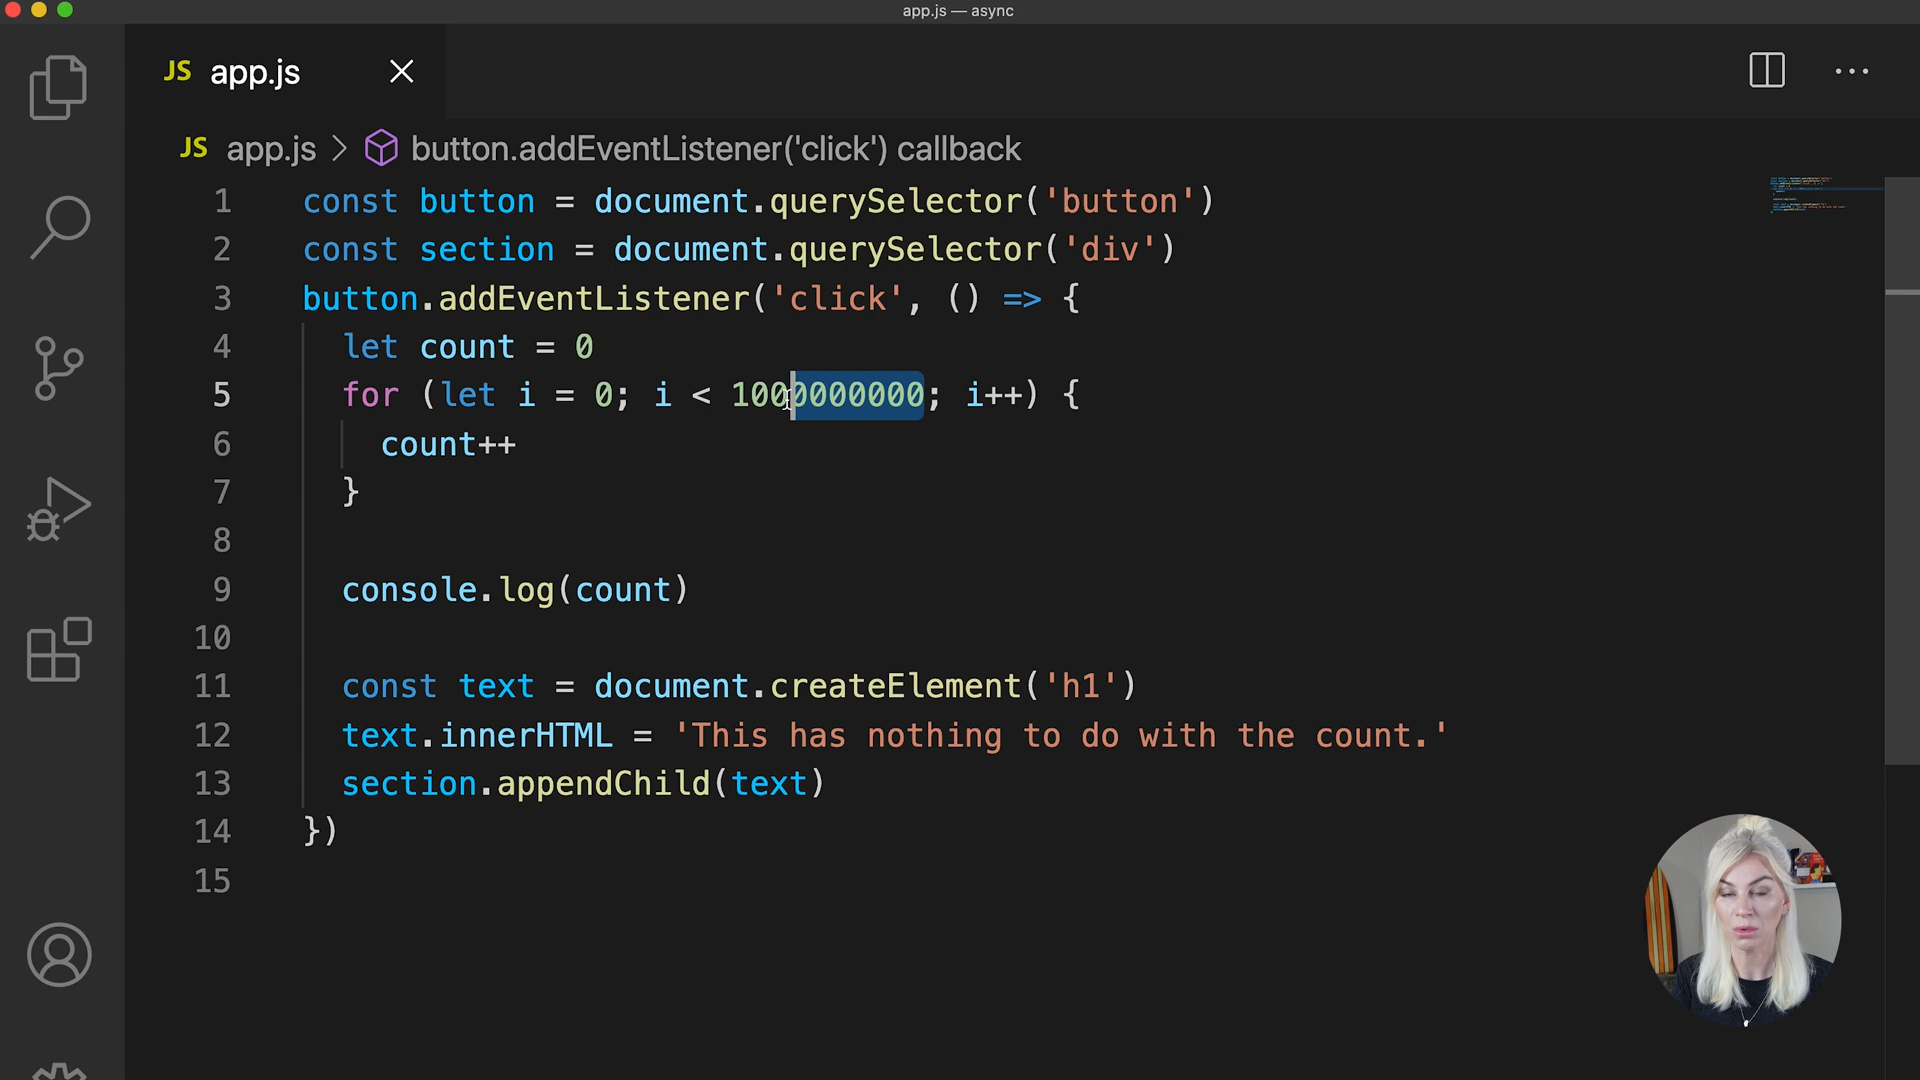 app.js — async
JS app.js
JS app.js > button.addEventListener('click') callback
1 const button = document.querySelector('button')
2 const section = document.querySelector('div')
3 button.addEventListener('click', () => {
4 let count = 0
5 for (let i = 0; i < 1000000000; i++) {
6 count++
7 }
8
9 console.log(count)
10
11 const text = document.createElement('h1')
12 text.innerHTML = 'This has nothing to do with the count.'
13 section.appendChild(text)
14 })
15